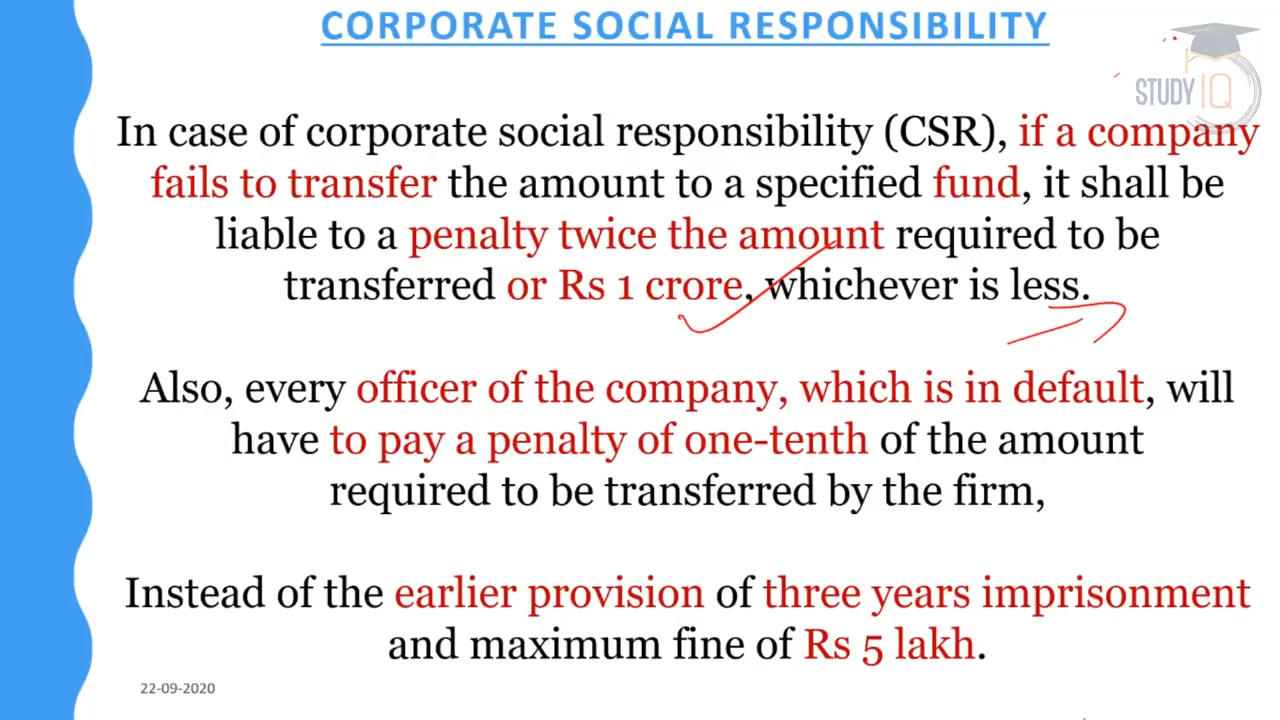 CORPORATE SOCIAL RESPONSIBILITY
STUDY IQ
In case of corporate social responsibility (CSR), if a company
fails to transfer the amount to a specified fund, it shall be
liable to a penalty twice the amount required to be
transferred or Rs 1 crore, whichever is less.
Also, every officer of the company, which is in default, will
have to pay a penalty of one-tenth of the amount
required to be transferred by the firm,
Instead of the earlier provision of three years imprisonment
and maximum fine of Rs 5 lakh.
22-09-2020